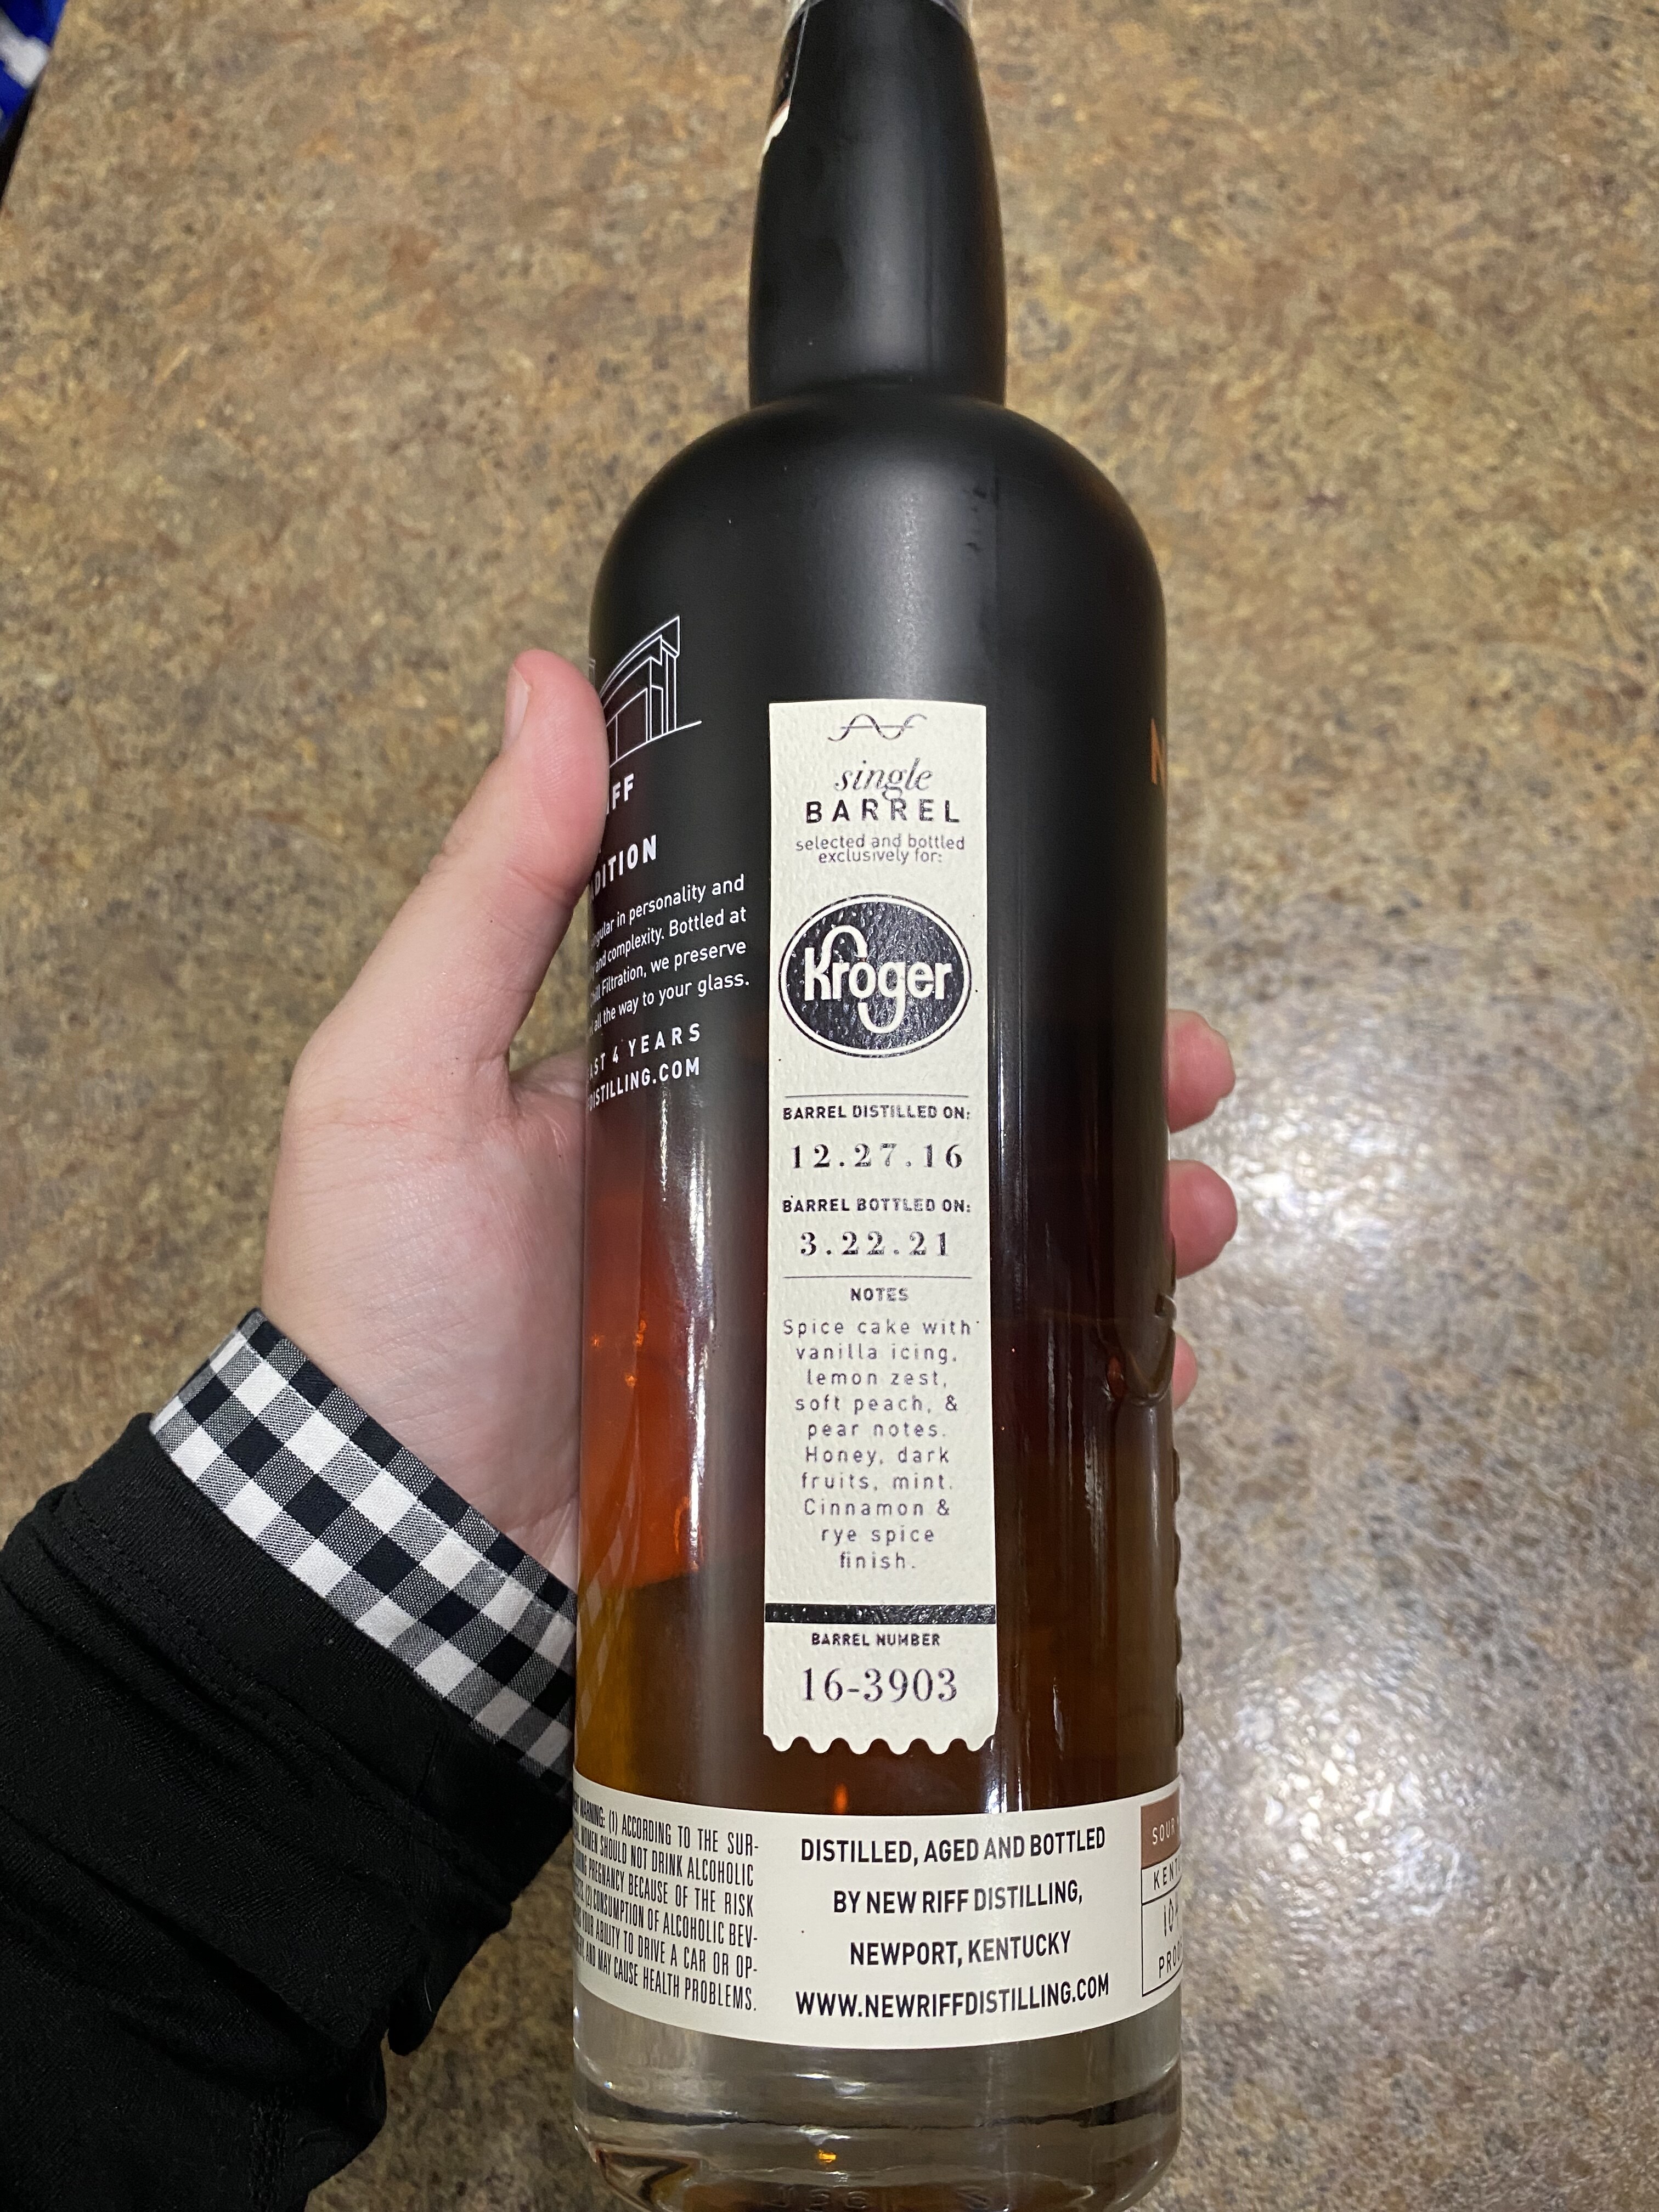 single
BARREL
selected and bottled
exclusively for:
Kroger
BARREL DISTILLED ON:
12.27.16
BARREL BOTTLED ON:
3.22.21
NOTES
Spice cake with
vanilla icing,
lemon zest,
soft peach, &
pear notes.
Honey, dark
fruits, mint.
Cinnamon &
rye spice
finish.
BARREL NUMBER
16-3903
in personality and
and complexity. Bottled at
Filtration, we preserve
all the way to your glass.
4 YEARS
DISTILLING.COM
WARNING: (1) ACCORDING TO THE SUR-
WOMEN SHOULD NOT DRINK ALCOHOLIC
PREGNANCY BECAUSE OF THE RISK
(2) CONSUMPTION OF ALCOHOLIC BEV-
YOUR ABILITY TO DRIVE A CAR OR OP-
AND MAY CAUSE HEALTH PROBLEMS.
DISTILLED, AGED AND BOTTLED
BY NEW RIFF DISTILLING,
NEWPORT, KENTUCKY
WWW.NEWRIFFDISTILLING.COM
SOUR